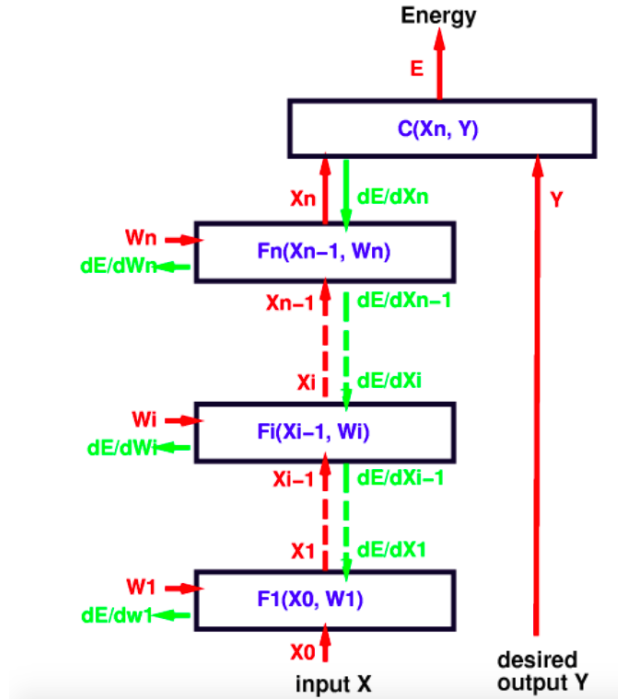 Energy
E
C(Xn, Y)
Xn
dE/dXn
Y
Wn
Fn(Xn−1, Wn)
dE/dWn
Xn−1
dE/dXn−1
Xi
dE/dXi
Wi
Fi(Xi−1, Wi)
dE/dWi
Xi−1
dE/dXi−1
X1
dE/dX1
W1
F1(X0, W1)
dE/dw1
X0
input X
desired
output Y